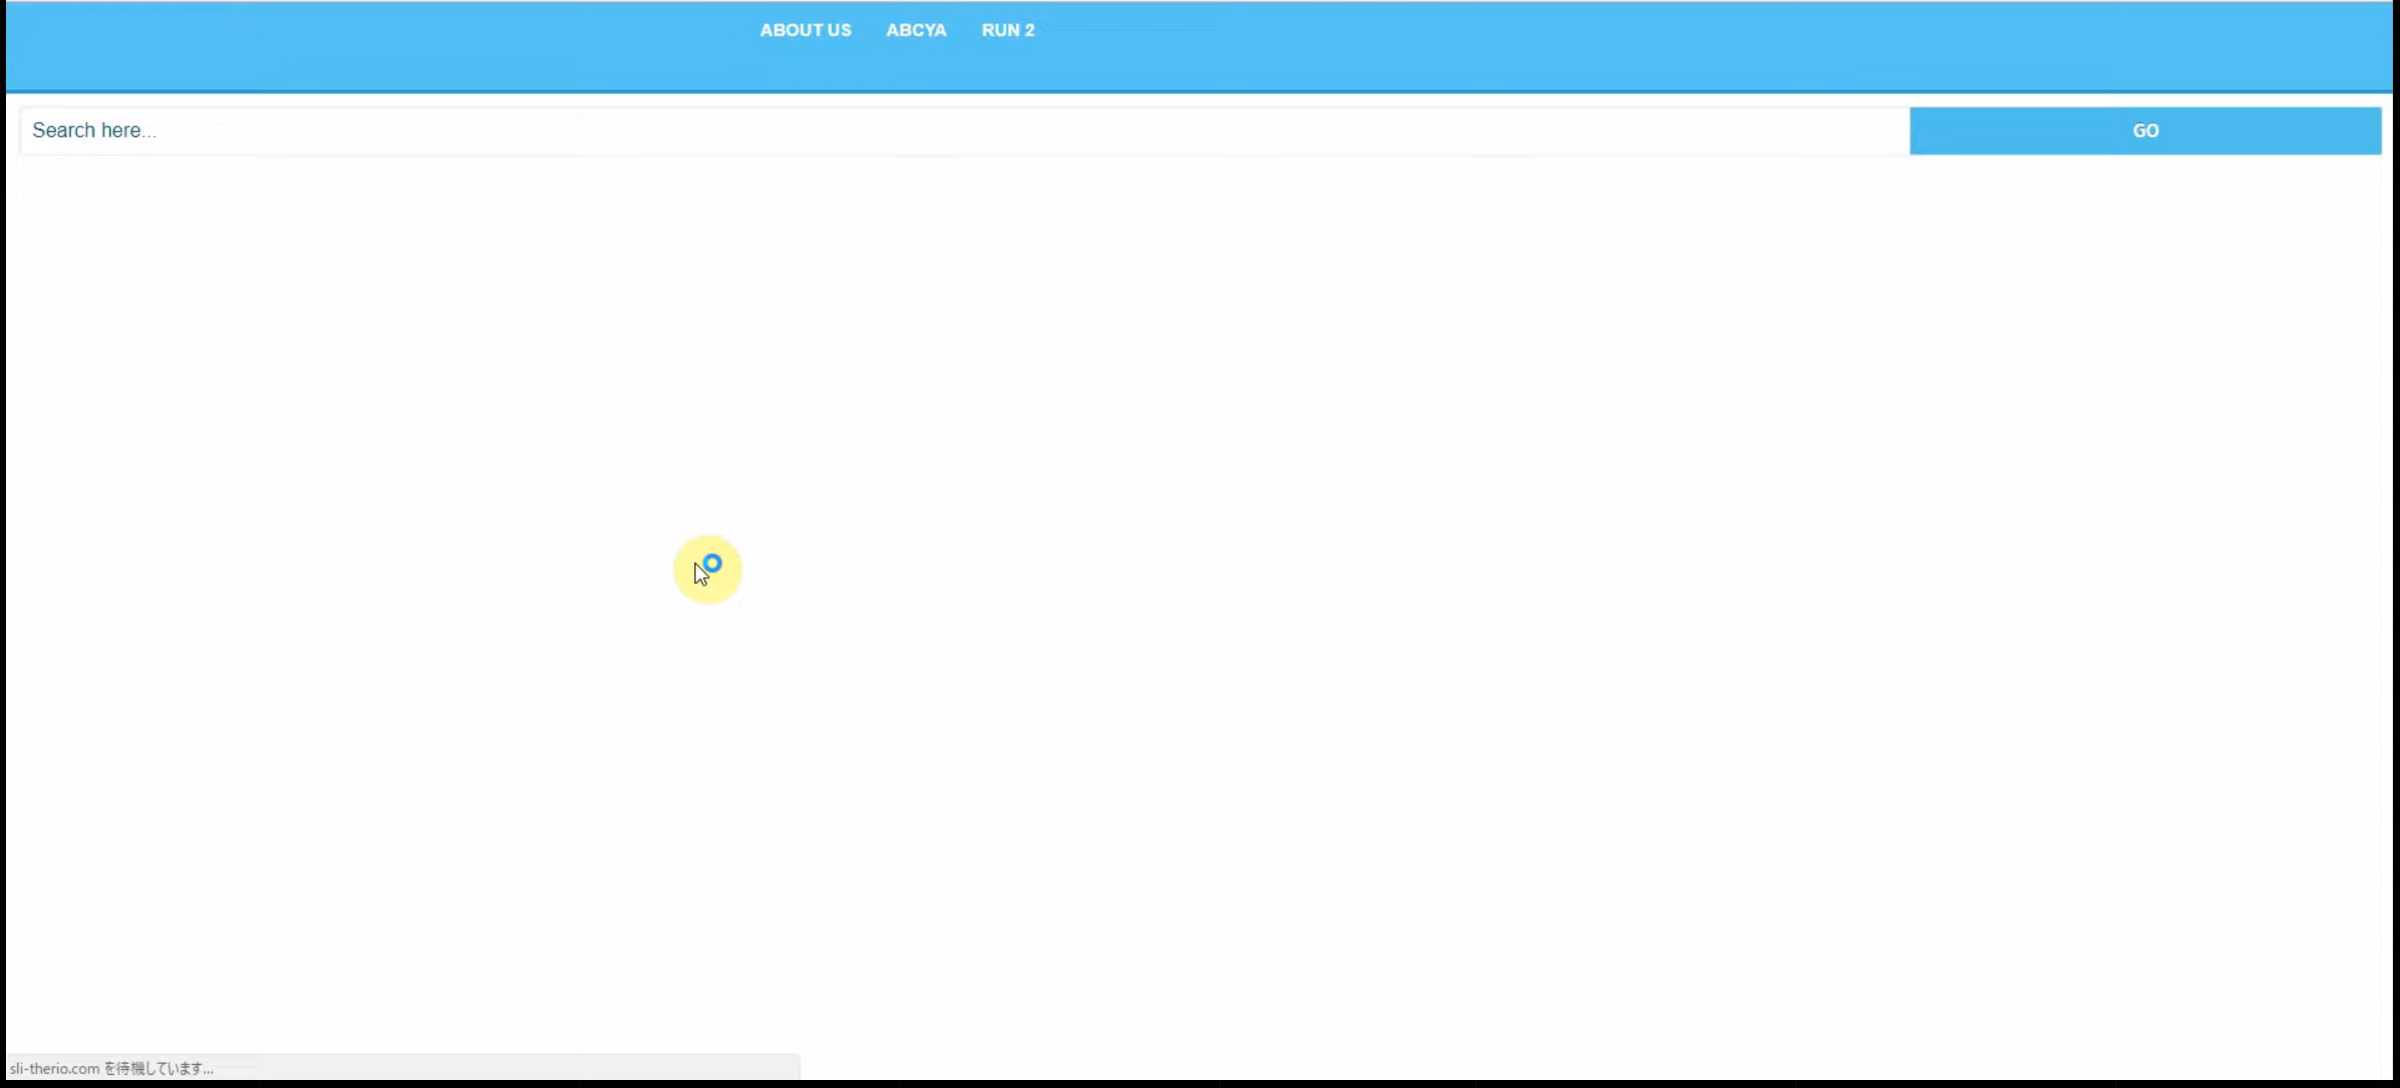 ABOUT US ABCYA RUN 2
Search here...
GO
sli-therio.com を待機しています...